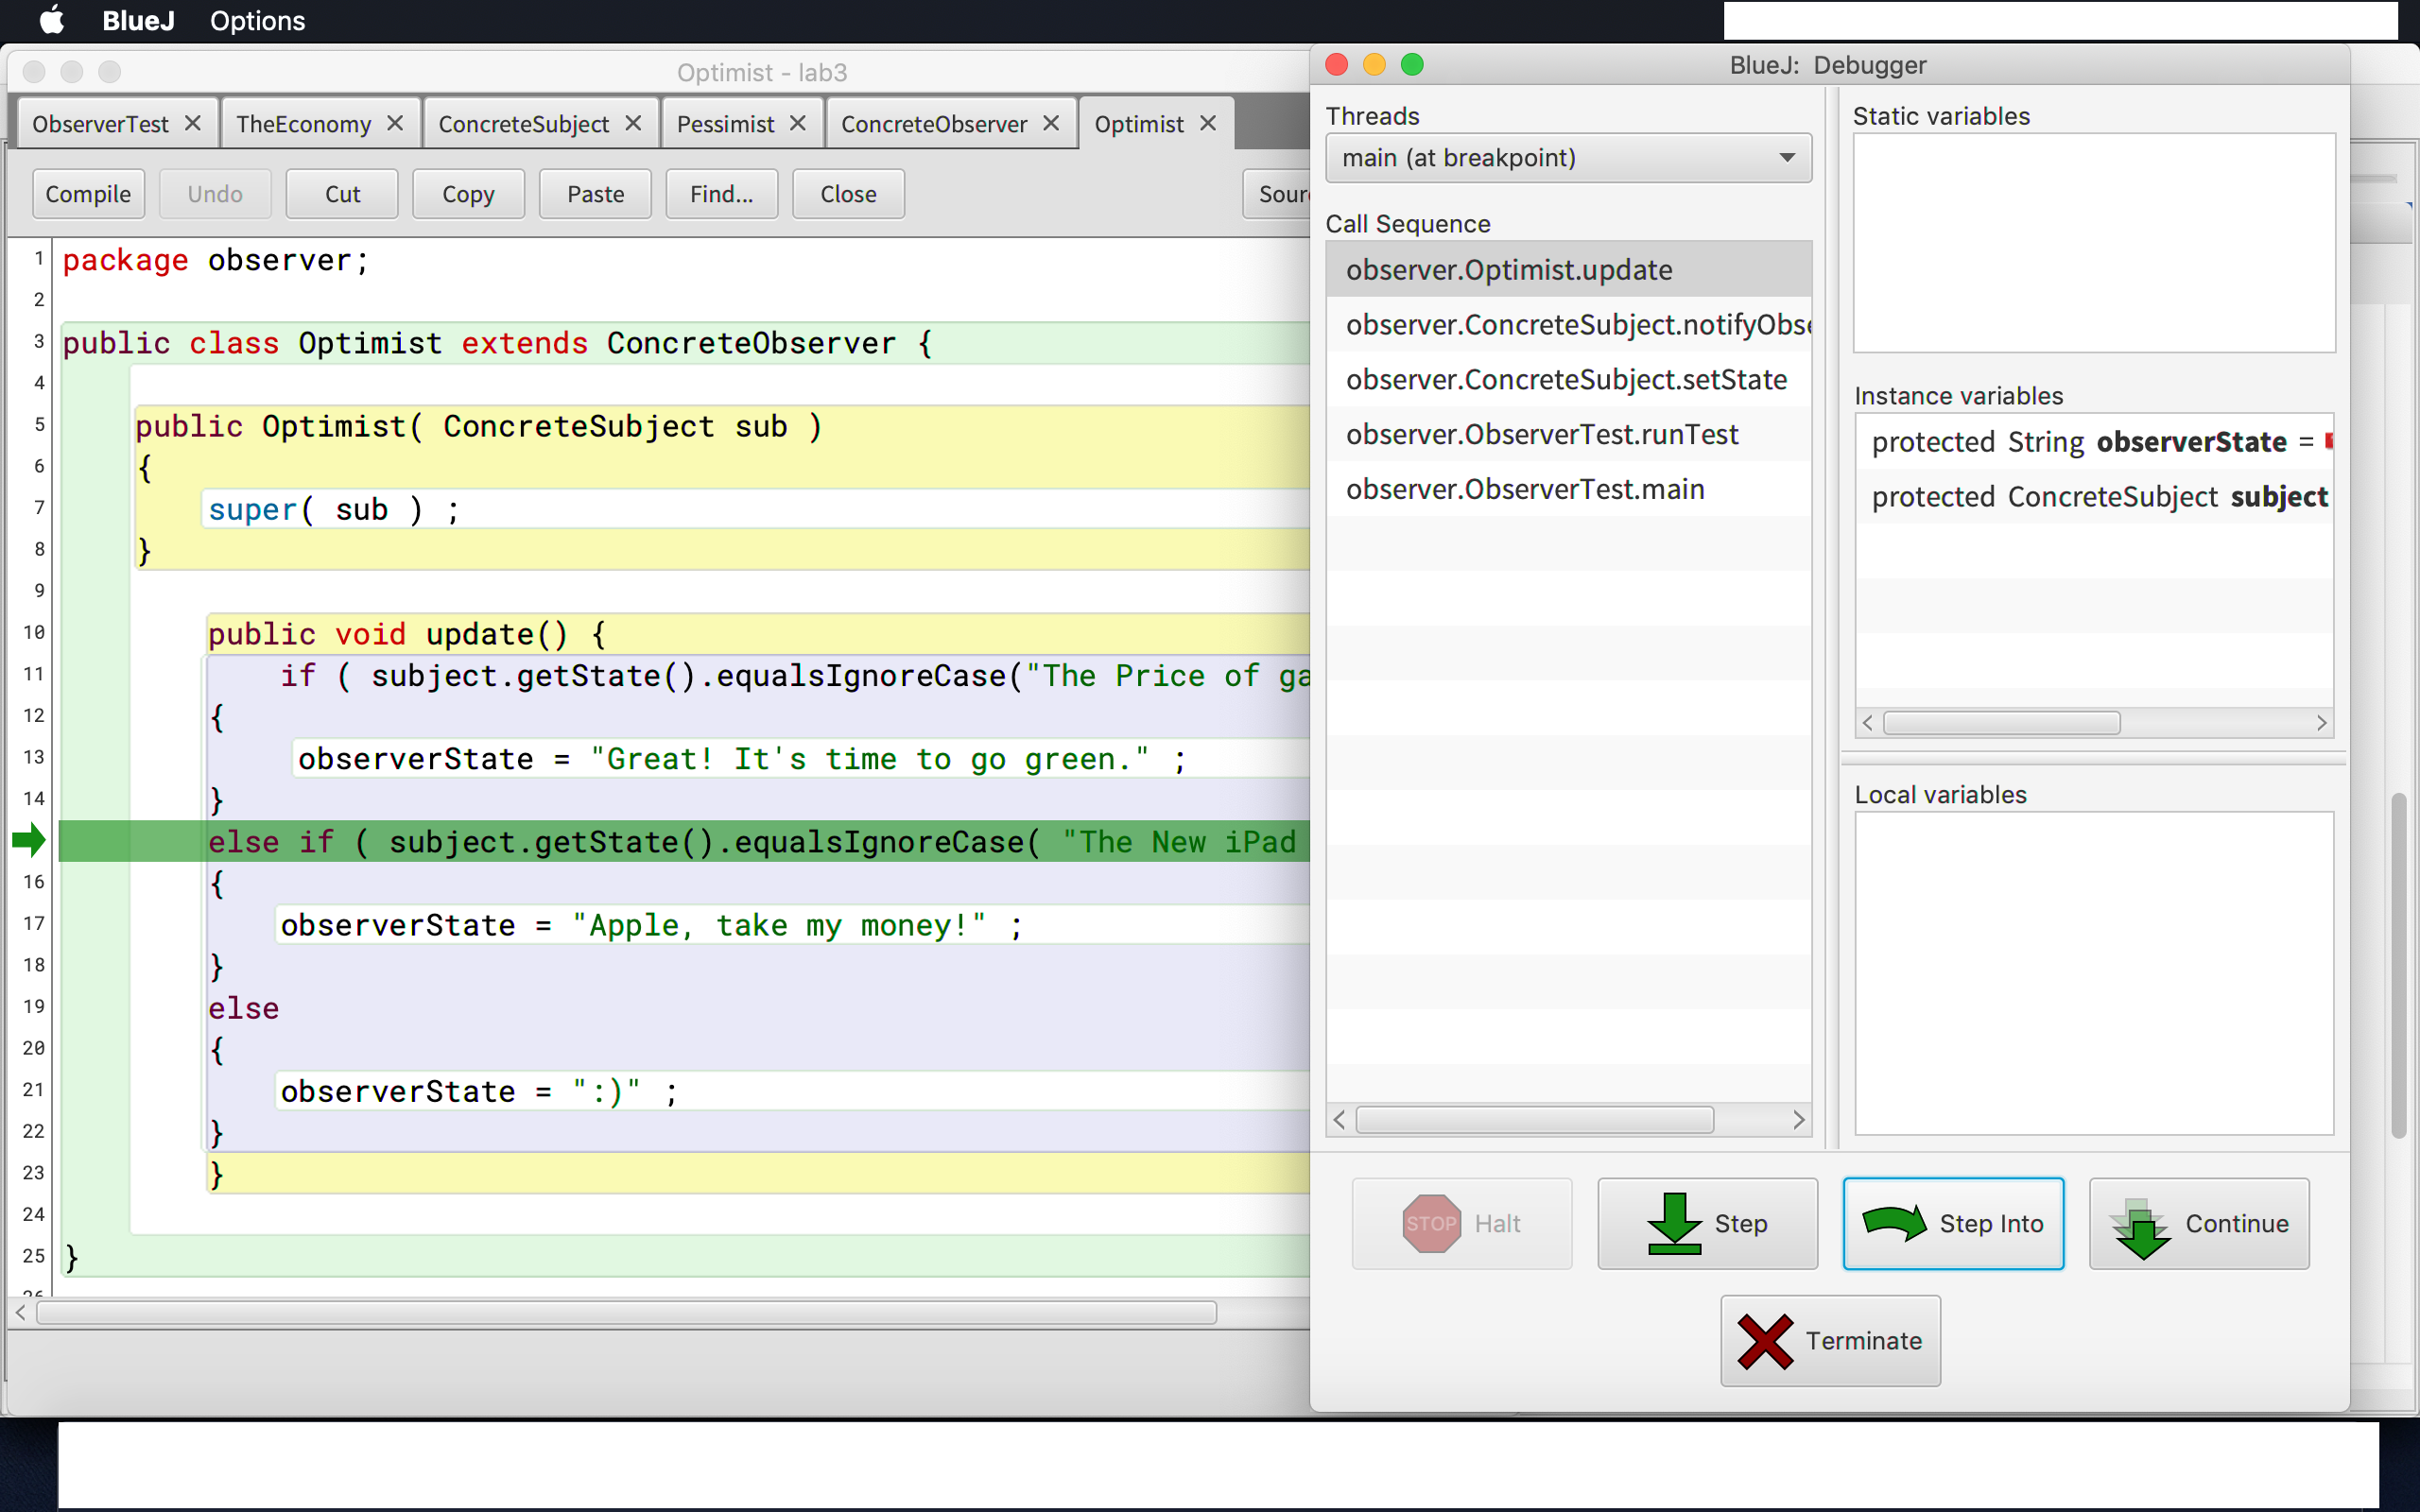 BlueJ Options
Optimist - lab3
ObserverTest TheEconomy ConcreteSubject Pessimist ConcreteObserver Optimist
Compile Undo Cut Copy Paste Find... Close
1 package observer;
2
3 public class Optimist extends ConcreteObserver {
4
5 public Optimist( ConcreteSubject sub )
6 {
7 super( sub ) ;
8 }
9
10 public void update() {
11 if ( subject.getState().equalsIgnoreCase("The Price of
12 {
13 observerState = "Great! It's time to go green." ;
14 }
else if ( subject.getState().equalsIgnoreCase( "The New iPad
16 {
17 observerState = "Apple, take my money!" ;
18 }
19 else
20 {
21 observerState = ":)" ;
22 }
23 }
24
25 }
BlueJ: Debugger
Threads
main (at breakpoint)
Call Sequence
observer.Optimist.update
observer.ConcreteSubject.notifyObse
observer.ConcreteSubject.setState
observer.ObserverTest.runTest
observer.ObserverTest.main
Static variables
Instance variables
protected String observerState =
protected ConcreteSubject subject
Local variables
STOP Halt
Step
Step Into
Continue
Terminate